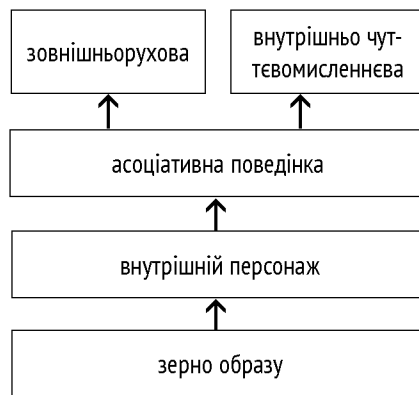 зовнішньорухова
внутрішньо чут-
тєвомисленнєва
асоціативна поведінка
внутрішній персонаж
зерно образу